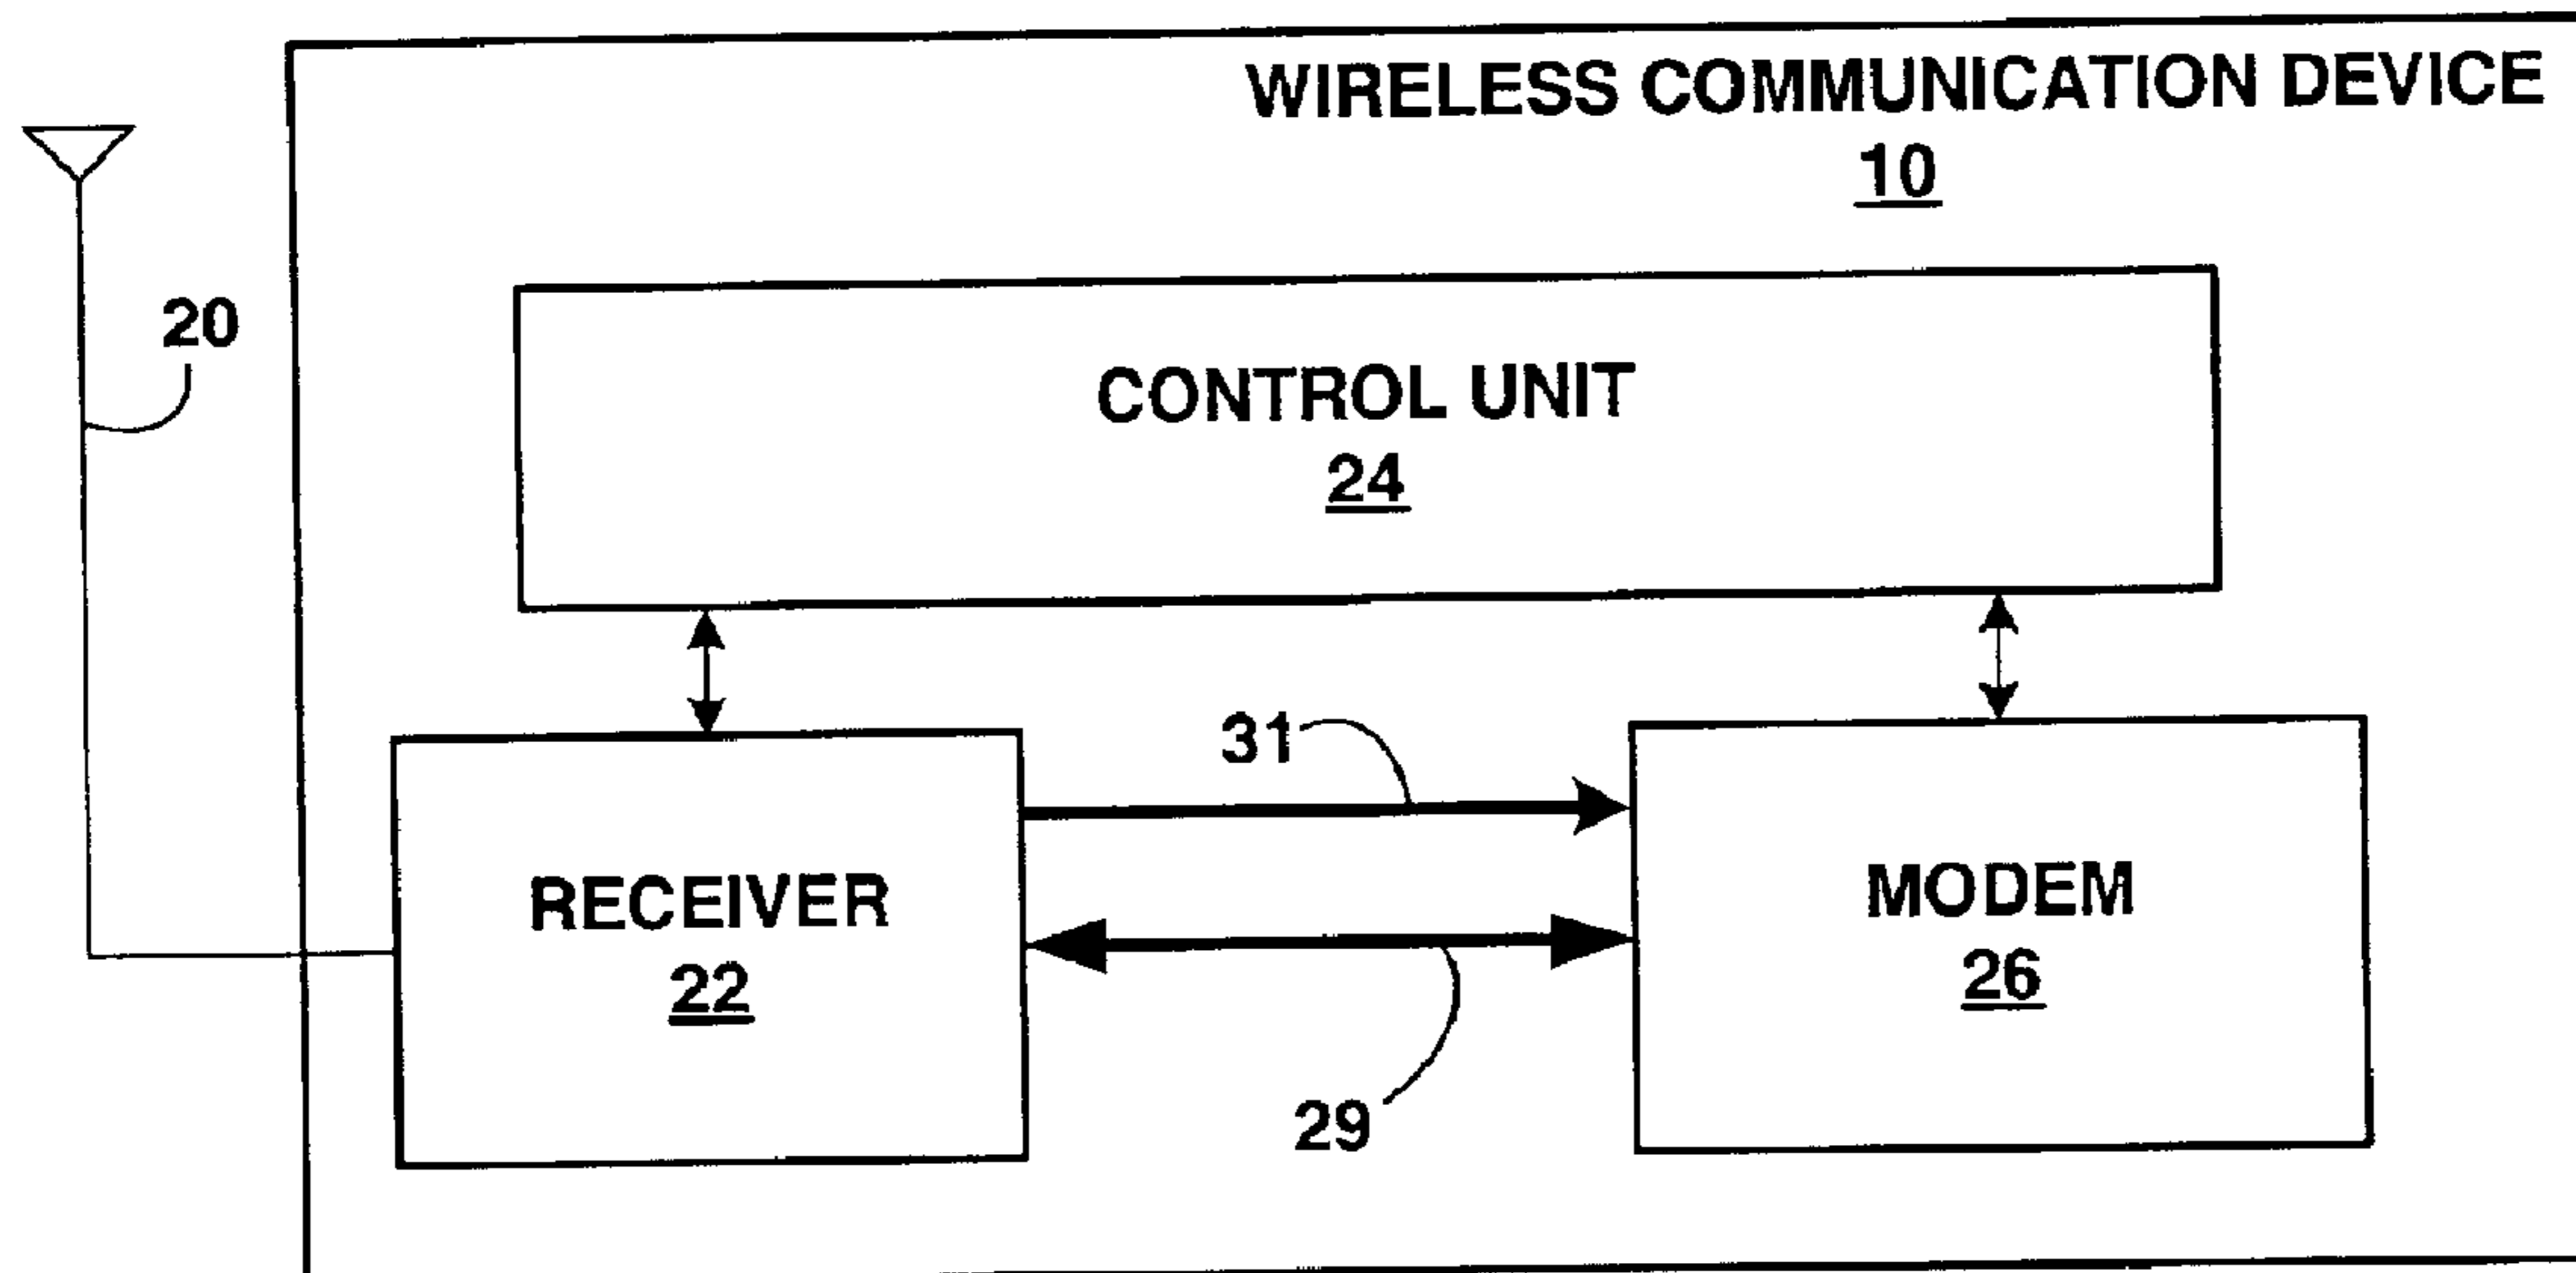 WIRELESS COMMUNICATION DEVICE
10
20
CONTROL UNIT
24
31
RECEIVER
22
MODEM
26
29